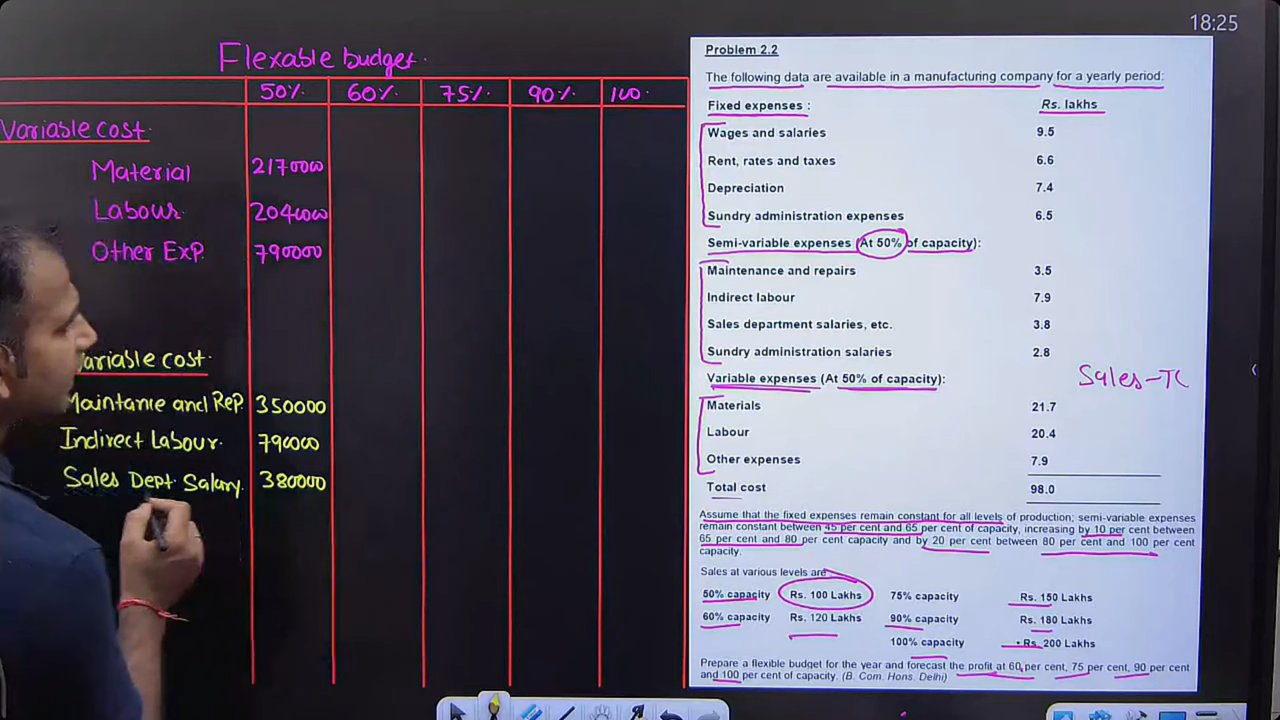 18:25
Flexable budget.
50% 60% 75% 90% 100.
Variable cost.
Material 2170000
Labour 2040000
Other Exp. 790000
Variable cost.
Maintance and Rep. 350000
Indirect Labour. 790000
Sales Dept. Salary. 380000
Problem 2.2
The following data are available in a manufacturing company for a yearly period:
Fixed expenses : Rs. lakhs
Wages and salaries 9.5
Rent, rates and taxes 6.6
Depreciation 7.4
Sundry administration expenses 6.5
Semi-variable expenses (At 50% of capacity):
Maintenance and repairs 3.5
Indirect labour 7.9
Sales department salaries, etc. 3.8
Sundry administration salaries 2.8
Variable expenses (At 50% of capacity):
Sales-TC
Materials 21.7
Labour 20.4
Other expenses 7.9
Total cost 98.0
Assume that the fixed expenses remain constant for all levels of production; semi-variable expenses
remain constant between 45 per cent and 65 per cent of capacity, increasing by 10 per cent between
65 per cent and 80 per cent capacity and by 20 per cent between 80 per cent and 100 per cent
capacity.
Sales at various levels are
50% capacity Rs. 100 Lakhs 75% capacity Rs. 150 Lakhs
60% capacity Rs. 120 Lakhs 90% capacity Rs. 180 Lakhs
100% capacity Rs. 200 Lakhs
Prepare a flexible budget for the year and forecast the profit at 60 per cent, 75 per cent, 90 per cent
and 100 per cent of capacity. (B. Com. Hons. Delhi)